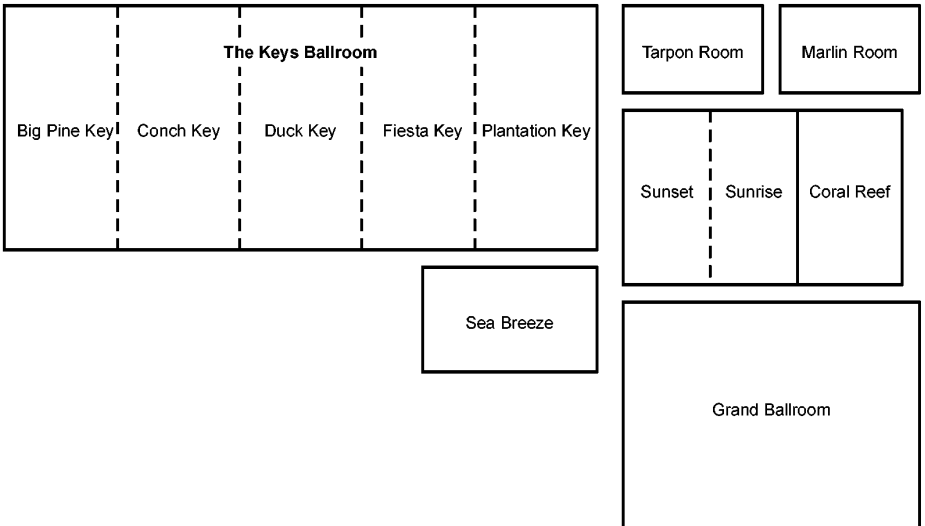 The Keys Ballroom
Tarpon Room
Marlin Room
Big Pine Key
Conch Key
Duck Key
Fiesta Key
Plantation Key
Sunset
Sunrise
Coral Reef
Sea Breeze
Grand Ballroom